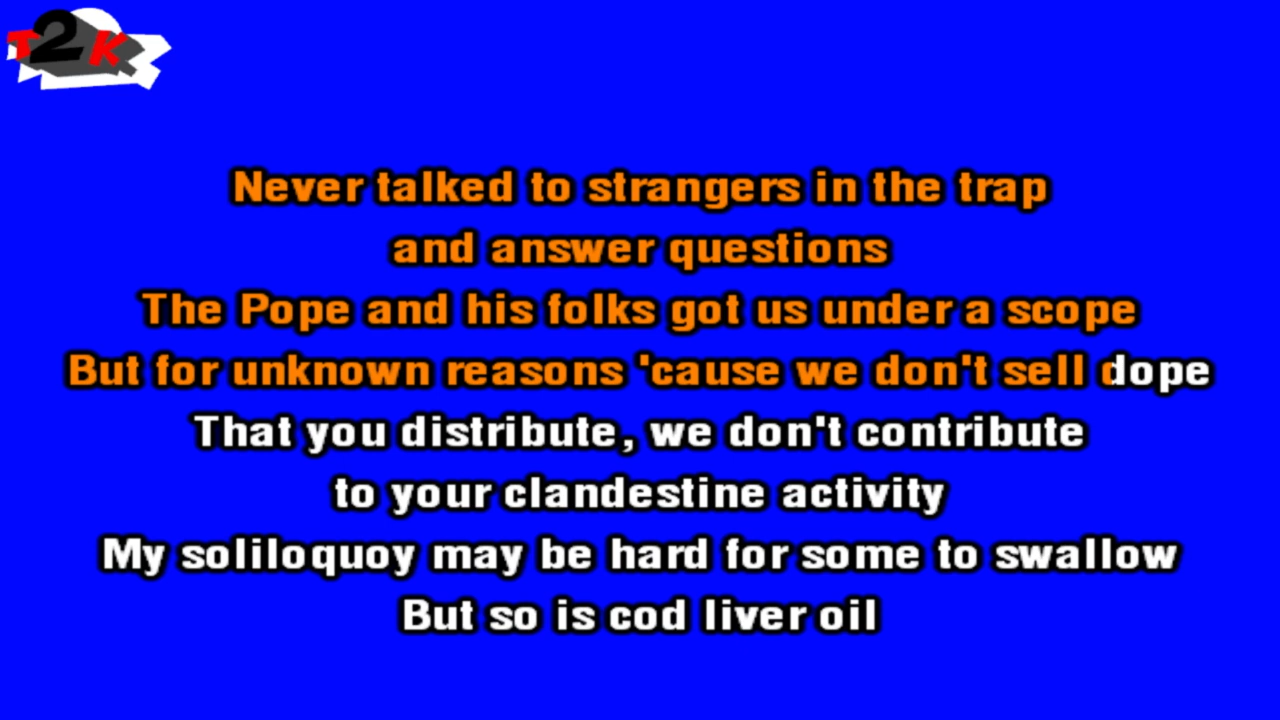 T2K
Never talked to strangers in the trap
and answer questions
The Pope and his folks got us under a scope
But for unknown reasons 'cause we don't sell dope
That you distribute, we don't contribute
to your clandestine activity
My soliloquoy may be hard for some to swallow
But so is cod liver oil